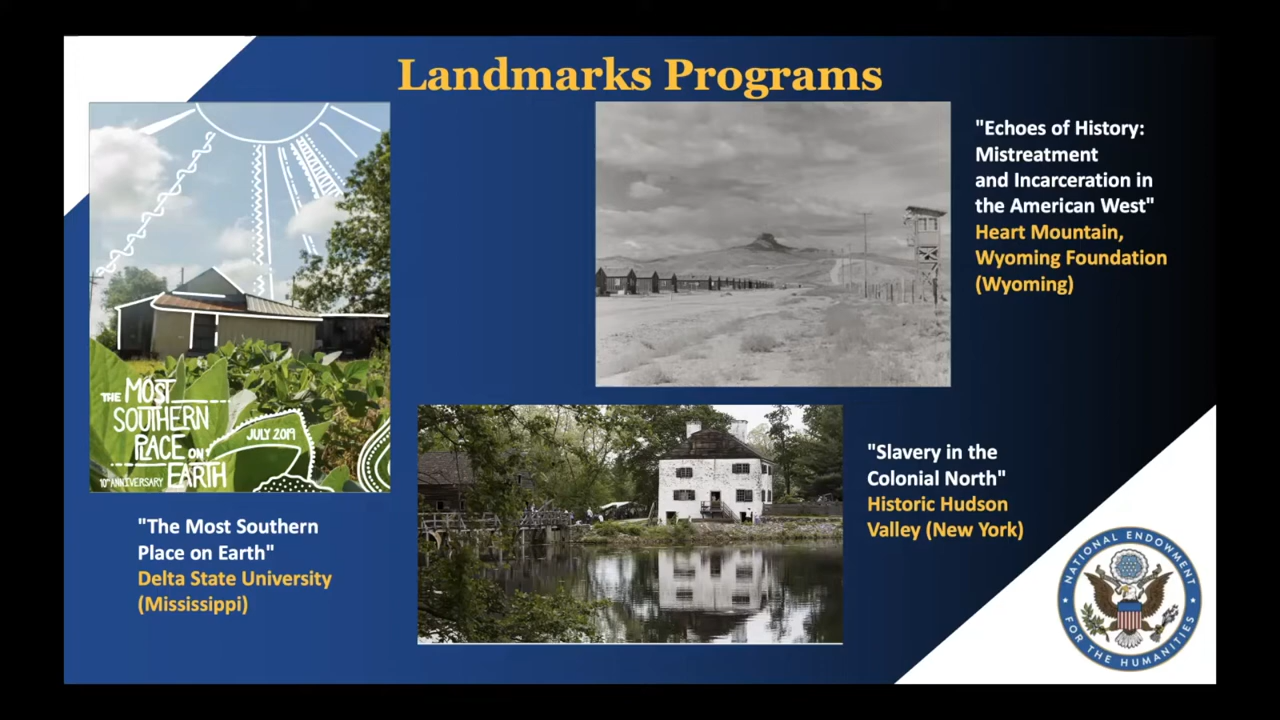 Landmarks Programs
THE MOST
SOUTHERN
PLACE ON
EARTH
JULY 2019
10th ANNIVERSARY
"The Most Southern
Place on Earth"
Delta State University
(Mississippi)
"Echoes of History:
Mistreatment
and Incarceration in
the American West"
Heart Mountain,
Wyoming Foundation
(Wyoming)
"Slavery in the
Colonial North"
Historic Hudson
Valley (New York)
NATIONAL ENDOWMENT
FOR THE HUMANITIES